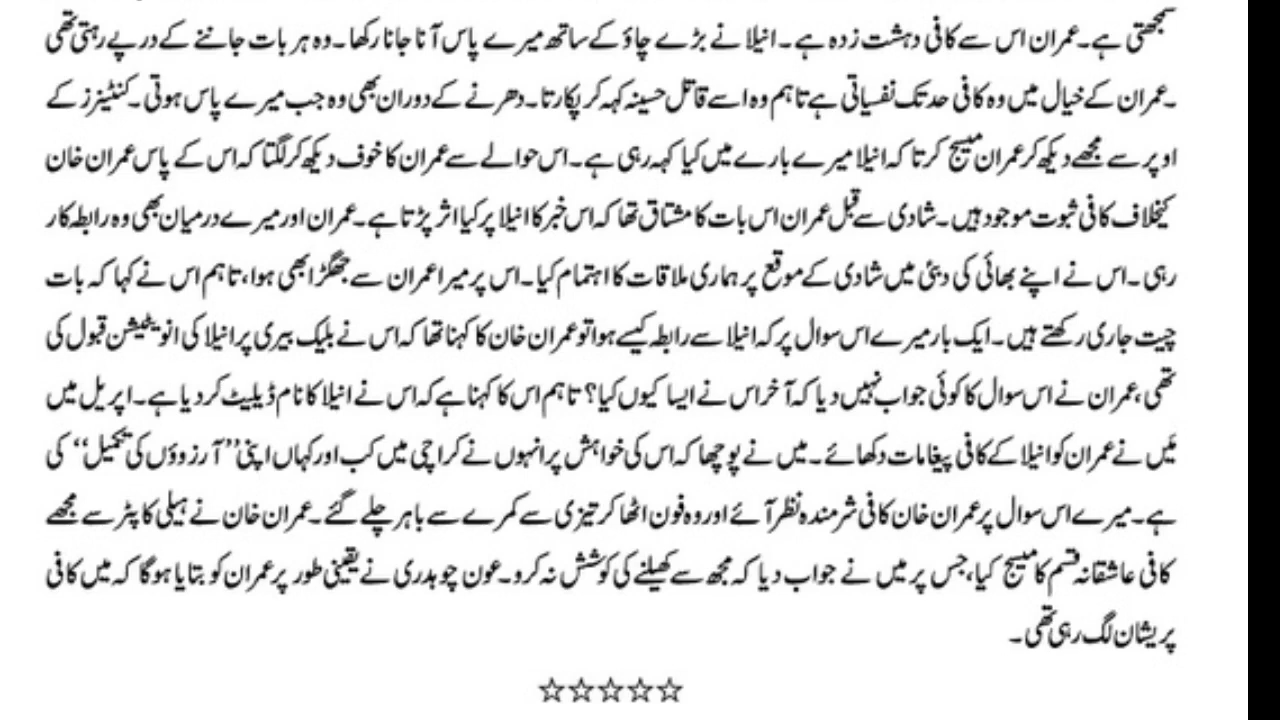 سمجھتی ہے۔عمران اس سے کافی دہشت زدہ ہے۔انیلا نے بڑے چاؤ کے ساتھ میرے پاس آنا جانا رکھا۔وہ ہر بات جاننے کے درپے رہتی تھی
۔عمران کے خیال میں وہ کافی حد تک نفسیاتی ہے تاہم وہ اسے قاتل حسینہ کہہ کر پکارتا۔دھرنے کے دوران بھی وہ جب میرے پاس ہوتی۔کنٹینرز کے
اوپر سے مجھے دیکھ کر عمران میسج کرتا کہ انیلا میرے بارے میں کیا کہہ رہی ہے۔اس حوالے سے عمران کا خوف دیکھ کر لگتا کہ اس کے پاس عمران خان
کیخلاف کافی ثبوت موجود ہیں۔شادی سے قبل عمران اس بات کا مشتاق تھا کہ اس خبر کا انیلا پر کیا اثر پڑتا ہے۔عمران اور میرے درمیان بھی وہ رابطہ کار
رہی۔اس نے اپنے بھائی کی دبئی میں شادی کے موقع پر ہماری ملاقات کا اہتمام کیا۔اس پر میرا عمران سے جھگڑا بھی ہوا،تاہم اس نے کہا کہ بات
چیت جاری رکھتے ہیں۔ایک بار میرے اس سوال پر کہ انیلا سے رابطہ کیسے ہوا تو عمران خان کا کہنا تھا کہ اس نے بلیک بیری پر انیلا کی انویٹیشن قبول کی
تھی،عمران نے اس سوال کا کوئی جواب نہیں دیا کہ آخر اس نے ایسا کیوں کیا؟ تاہم اس کا کہنا ہے کہ اس نے انیلا کا نام ڈیلیٹ کر دیا ہے۔اپریل میں
میں نے عمران کو انیلا کے کافی پیغامات دکھائے۔میں نے پوچھا کہ اس کی خواہش پر انہوں نے کراچی میں کب اور کہاں اپنی ’’آرزوؤں کی تکمیل‘‘ کی
ہے۔میرے اس سوال پر عمران خان کافی شرمندہ نظر آئے اور وہ فون اٹھا کر تیزی سے کمرے سے باہر چلے گئے۔عمران خان نے ہیلی کاپٹر سے مجھے
کافی عاشقانہ قسم کا میسج کیا،جس پر میں نے جواب دیا کہ مجھ سے کھیلنے کی کوشش نہ کرو۔عون چوہدری نے یقینی طور پر عمران کو بتایا ہوگا کہ میں کافی
پریشان لگ رہی تھی۔
☆☆☆☆☆